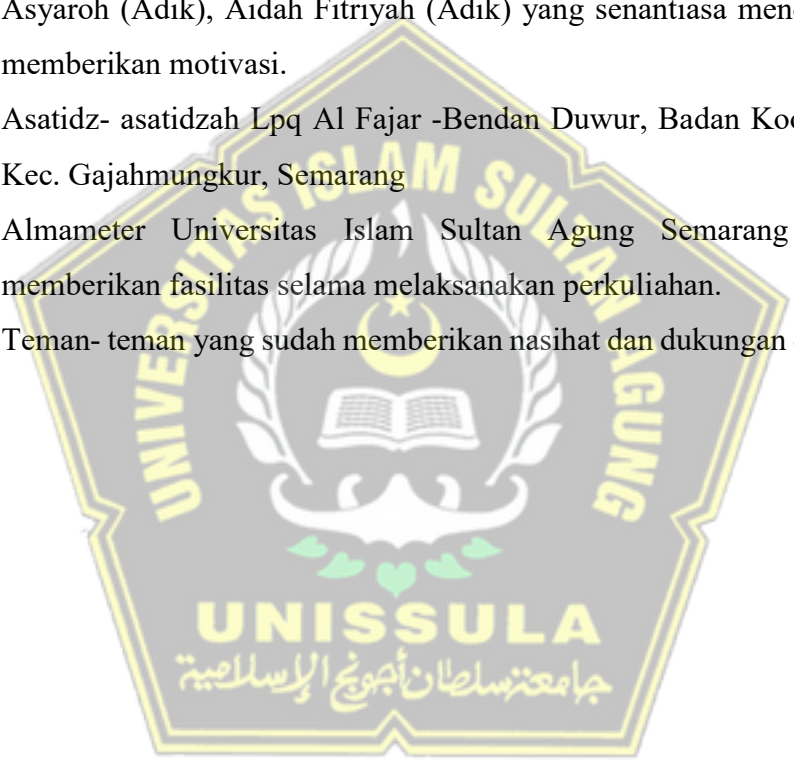 Asyaroh (Adik), Aidah Fitriyah (Adik) yang senantiasa
memberikan motivasi.
Asatidz- asatidzah Lpq Al Fajar -Bendan Duwur, Badan
Kec. Gajahmungkur, Semarang
Almameter Universitas Islam Sultan Agung Semarang
memberikan fasilitas selama melaksanakan perkuliahan.
Teman- teman yang sudah memberikan nasihat dan dukungan
UNIVERSITAS ISLAM SULTAN AGUNG
UNISSULA
جامعة سلطان أجونج الإسلامية